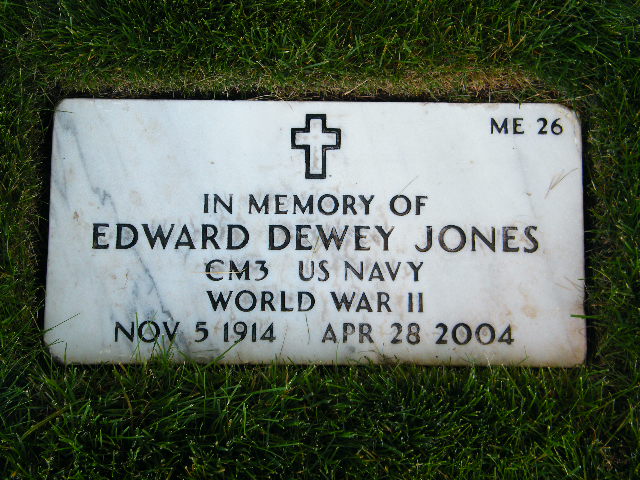 ME 26
IN MEMORY OF
EDWARD DEWEY JONES
CM3 US NAVY
WORLD WAR II
NOV 5 1914 APR 28 2004